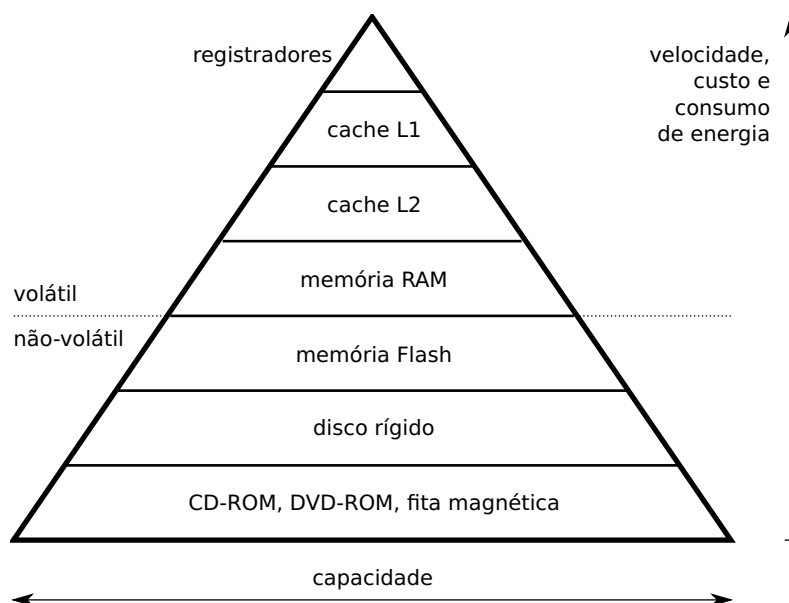 registradores
velocidade,
custo e
consumo
de energia
cache L1
cache L2
memória RAM
volátil
não-volátil
memória Flash
disco rígido
CD-ROM, DVD-ROM, fita magnética
capacidade